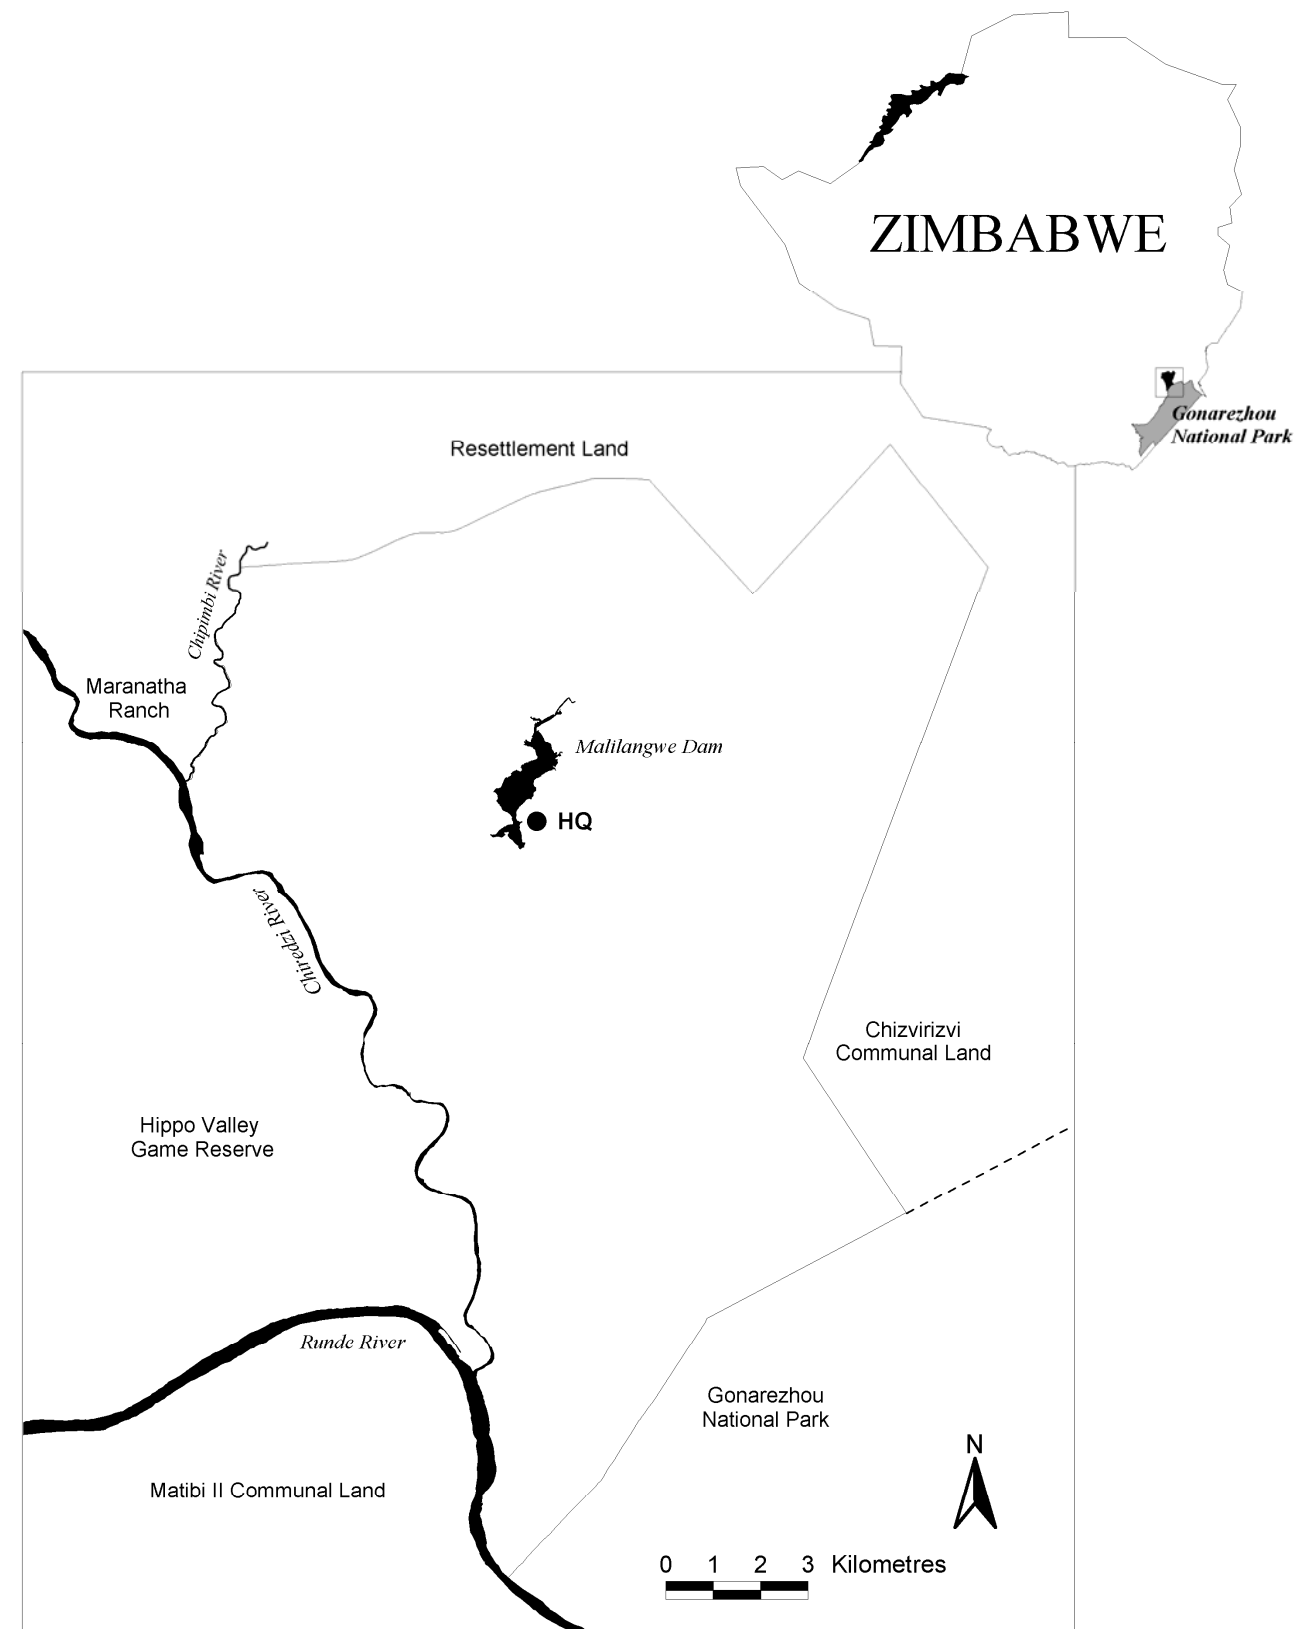 ZIMBABWE
Gonarezhou
National Park
Resettlement Land
Chipimbi River
Maranatha
Ranch
Malilangwe Dam
HQ
Chiredzi River
Chizvirizvi
Communal Land
Hippo Valley
Game Reserve
Runde River
Gonarezhou
National Park
N
Matibi II Communal Land
0 1 2 3 Kilometres